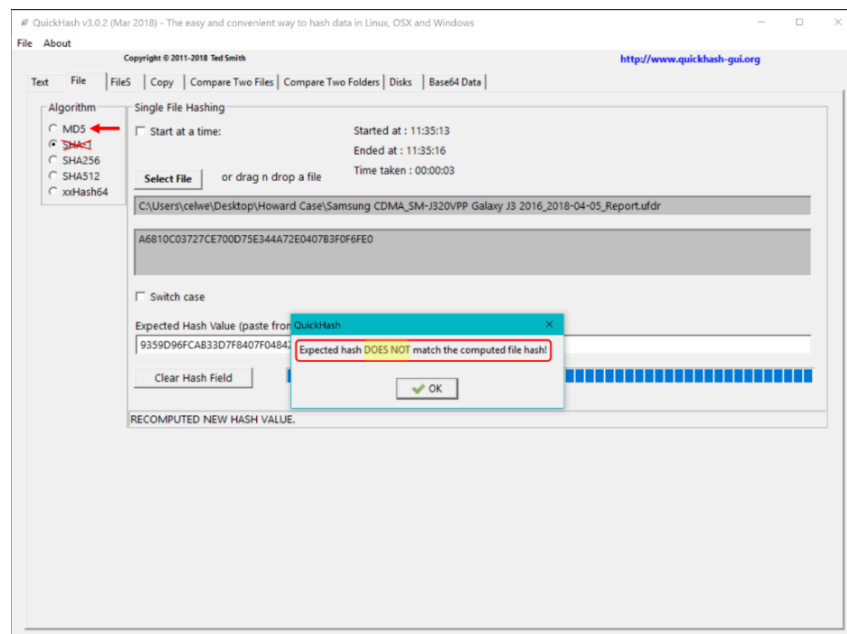 QuickHash v3.0.2 (Mar 2018) - The easy and convenient way to hash data in Linux, OSX and Windows
File About
Copyright © 2011-2018 Ted Smith
http://www.quickhash-gui.org
Text File FileS Copy Compare Two Files Compare Two Folders Disks Base64 Data
Algorithm
MD5
SHA-1
SHA256
SHA512
xxHash64
Single File Hashing
Start at a time:
Started at : 11:35:13
Ended at : 11:35:16
Select File or drag n drop a file
Time taken : 00:00:03
C:\Users\celwe\Desktop\Howard Case\Samsung CDMA_SM-J320VPP Galaxy J3 2016_2018-04-05_Report.ufdr
A6810C03727CE700D75E344A72E0407B3F0F6FE0
Switch case
Expected Hash Value (paste from
9359D96FCAB33D7F8407F0484
QuickHash
Expected hash DOES NOT match the computed file hash!
OK
Clear Hash Field
RECOMPUTED NEW HASH VALUE.